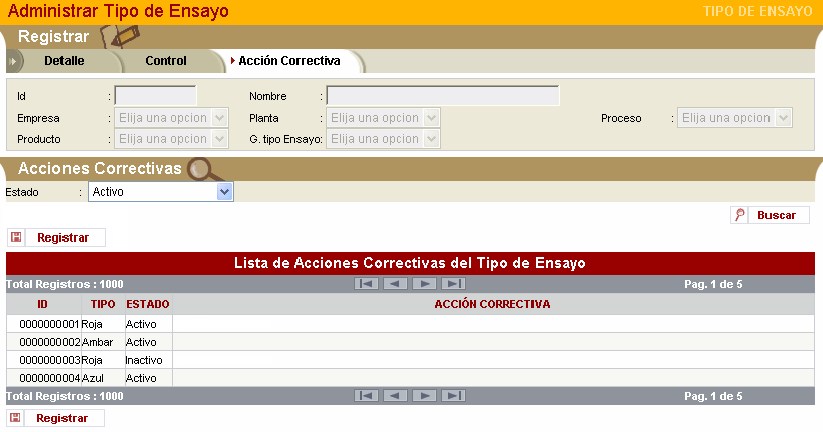 Administrar Tipo de Ensayo TIPO DE ENSAYO
Registrar
Detalle Control Acción Correctiva
Id : Nombre :
Empresa : Elija una opcion Planta : Elija una opcion Proceso : Elija una opcion
Producto : Elija una opcion G. tipo Ensayo: Elija una opcion
Acciones Correctivas
Estado : Activo
Buscar
Registrar
Lista de Acciones Correctivas del Tipo de Ensayo
Total Registros : 1000 Pag. 1 de 5
ID TIPO ESTADO ACCIÓN CORRECTIVA
0000000001 Roja Activo
0000000002 Ambar Activo
0000000003 Roja Inactivo
0000000004 Azul Activo
Total Registros : 1000 Pag. 1 de 5
Registrar